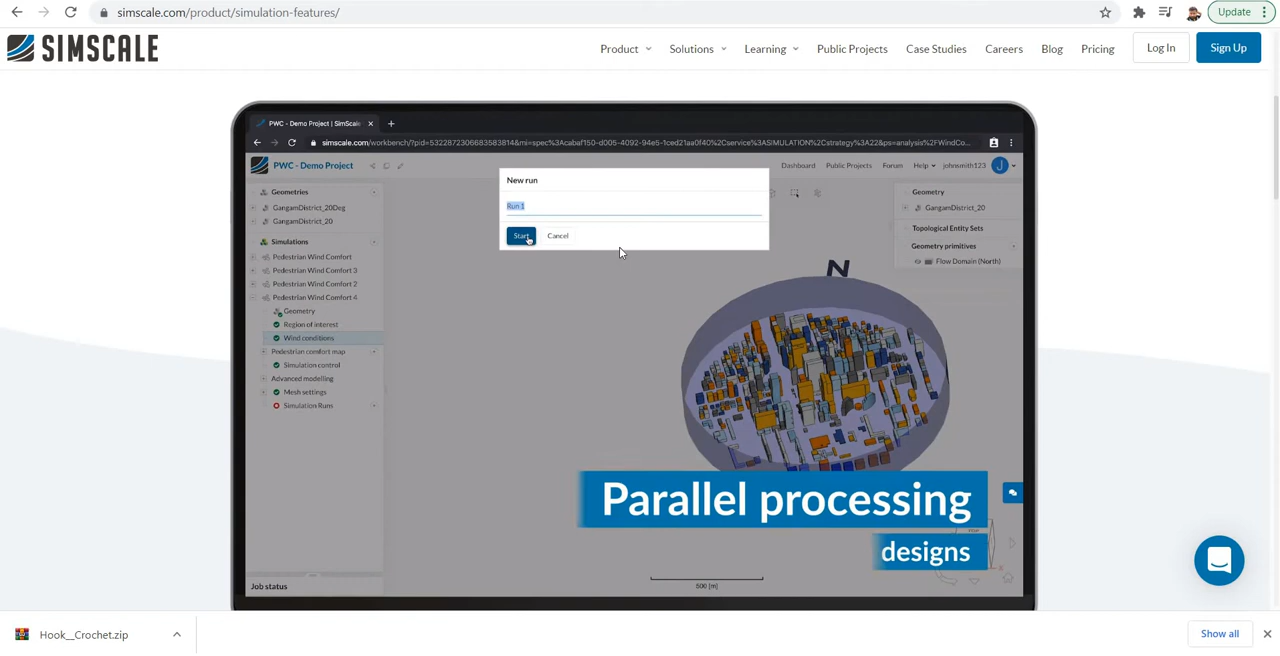 simscale.com/product/simulation-features/
Update
SIMSCALE
Product
Solutions
Learning
Public Projects
Case Studies
Careers
Blog
Pricing
Log In
Sign Up
PWC - Demo Project | SimScale
PWC - Demo Project
Dashboard
Public Projects
Forum
Help
johnsmith123
J
New run
Run 1
Start
Cancel
Geometries
GangamDistrict_20Deg
GangamDistrict_20
Simulations
Pedestrian Wind Comfort
Pedestrian Wind Comfort 3
Pedestrian Wind Comfort 2
Pedestrian Wind Comfort 4
Geometry
Region of interest
Wind conditions
Pedestrian comfort map
Simulation control
Advanced modelling
Mesh settings
Simulation Runs
Geometry
GangamDistrict_20
Topological Entity Sets
Geometry primitives
Flow Domain (North)
N
Parallel processing
designs
500 [m]
Job status
Hook__Crochet.zip
Show all